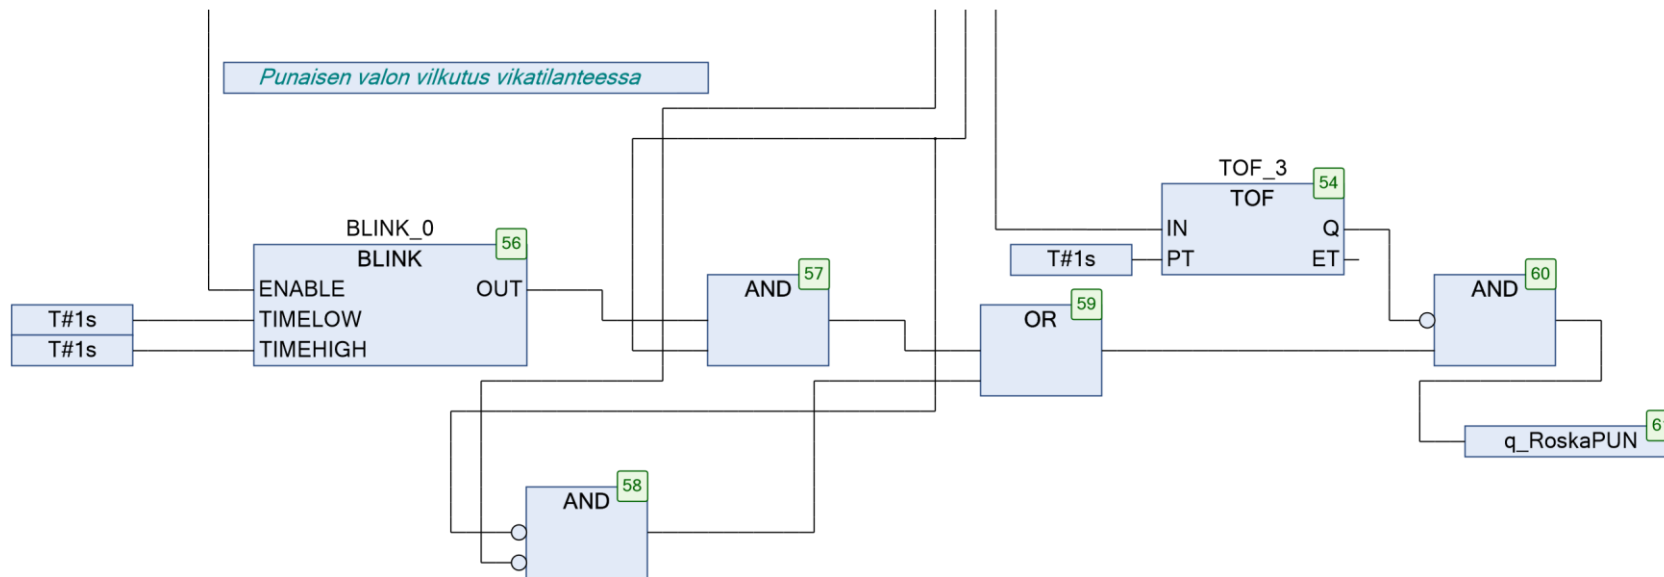 Punaisen valon vilkutus vikatilanteessa
TOF_3
54
TOF
IN
Q
T#1s
PT
ET
BLINK_0
56
BLINK
ENABLE
OUT
T#1s
TIMELOW
T#1s
TIMEHIGH
57
AND
59
OR
60
AND
q_RoskaPUN
58
AND